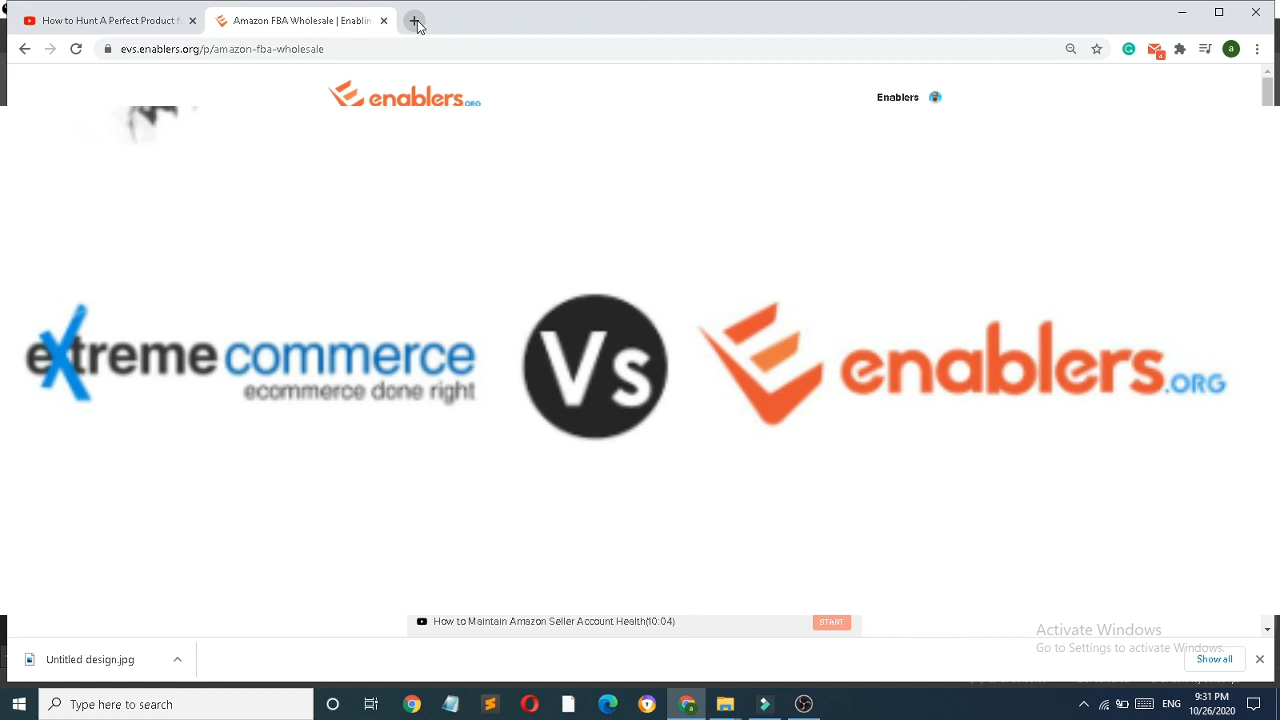 How to Hunt A Perfect Product f
Amazon FBA Wholesale | Enablin
evs.enablers.org/p/amazon-fba-wholesale
a
enablers.ORG
Enablers
extreme commerce
ecommerce done right
Vs
enablers.ORG
How to Maintain Amazon Seller Account Health(10:04)
START
Activate Windows
Go to Settings to activate Windows.
Untitled design.jpg
Show all
Type here to search
ENG
9:31 PM
10/26/2020